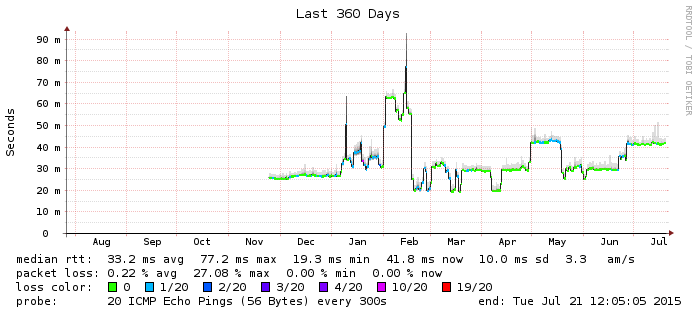 Last 360 Days
RRDTOOL / TOBI OETIKER
Seconds
90 m
80 m
70 m
60 m
50 m
40 m
30 m
20 m
10 m
0
Aug Sep Oct Nov Dec Jan Feb Mar Apr May Jun Jul
median rtt: 33.2 ms avg 77.2 ms max 19.3 ms min 41.8 ms now 10.0 ms sd 3.3 am/s
packet loss: 0.22 % avg 27.08 % max 0.00 % min 0.00 % now
loss color: 0 1/20 2/20 3/20 4/20 10/20 19/20
probe: 20 ICMP Echo Pings (56 Bytes) every 300s end: Tue Jul 21 12:05:05 2015